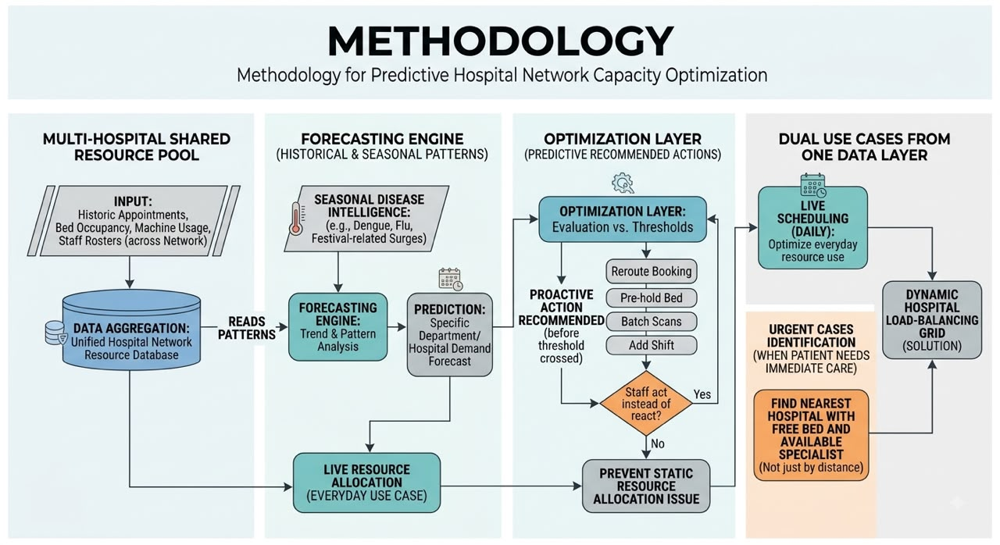 METHODOLOGY
Methodology for Predictive Hospital Network Capacity Optimization
MULTI-HOSPITAL SHARED
RESOURCE POOL
INPUT:
Historic Appointments,
Bed Occupancy, Machine Usage,
Staff Rosters (across Network)
DATA AGGREGATION:
Unified Hospital Network
Resource Database
READS
PATTERNS
FORECASTING ENGINE
(HISTORICAL & SEASONAL PATTERNS)
SEASONAL DISEASE
INTELLIGENCE:
(e.g., Dengue, Flu,
Festival-related Surges)
FORECASTING
ENGINE:
Trend & Pattern
Analysis
PREDICTION:
Specific
Department/
Hospital Demand
Forecast
LIVE RESOURCE
ALLOCATION
(EVERYDAY USE CASE)
OPTIMIZATION LAYER
(PREDICTIVE RECOMMENDED ACTIONS)
OPTIMIZATION LAYER:
Evaluation vs. Thresholds
PROACTIVE
ACTION
RECOMMENDED
(before
threshold
crossed)
Reroute Booking
Pre-hold Bed
Batch Scans
Add Shift
Staff act
instead of
react?
Yes
No
PREVENT STATIC
RESOURCE
ALLOCATION ISSUE
DUAL USE CASES FROM
ONE DATA LAYER
LIVE
SCHEDULING
(DAILY):
Optimize everyday
resource use
DYNAMIC
HOSPITAL
LOAD-BALANCING
GRID
(SOLUTION)
URGENT CASES
IDENTIFICATION
(WHEN PATIENT NEEDS
IMMEDIATE CARE)
FIND NEAREST
HOSPITAL WITH
FREE BED AND
AVAILABLE
SPECIALIST
(Not just by distance)